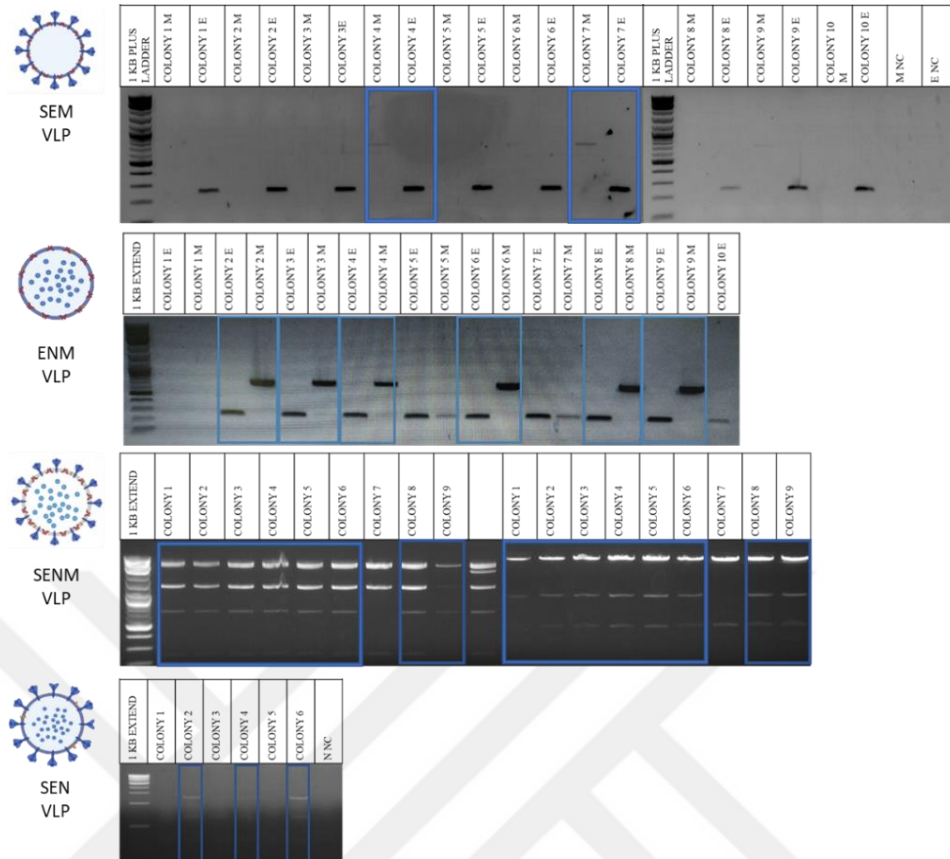 SEM
VLP
1 KB PLUS
LADDER
COLONY 1 M
COLONY 1 E
COLONY 2 M
COLONY 2 E
COLONY 3 M
3E
COLONY 4 M
COLONY 4 E
COLONY 5 M
COLONY 5 E
COLONY 6 M
COLONY 6 E
COLONY 7 M
COLONY 7 E
1 KB PLUS
LADDER
COLONY 8 M
COLONY 8 E
COLONY 9 M
COLONY 9 E
COLONY 10
M
COLONY 10 E
M NC
E NC
ENM
VLP
1 KB EXTEND
COLONY 1 E
COLONY 1 M
COLONY 2 E
COLONY 2 M
COLONY 3 E
COLONY 3 M
COLONY 4 E
COLONY 4 M
COLONY 5 E
COLONY 5 M
COLONY 6 E
COLONY 6 M
COLONY 7 E
COLONY 7 M
COLONY 8 E
COLONY 8 M
COLONY 9 E
COLONY 9 M
COLONY 10 E
SENM
VLP
1 KB EXTEND
COLONY 1
COLONY 2
COLONY 3
COLONY 4
COLONY 5
COLONY 6
COLONY 7
COLONY 8
COLONY 9
COLONY 1
COLONY 2
COLONY 3
COLONY 4
COLONY 5
COLONY 6
COLONY 7
COLONY 8
COLONY 9
SEN
VLP
1 KB EXTEND
COLONY 1
COLONY 2
COLONY 3
COLONY 4
COLONY 5
COLONY 6
N NC